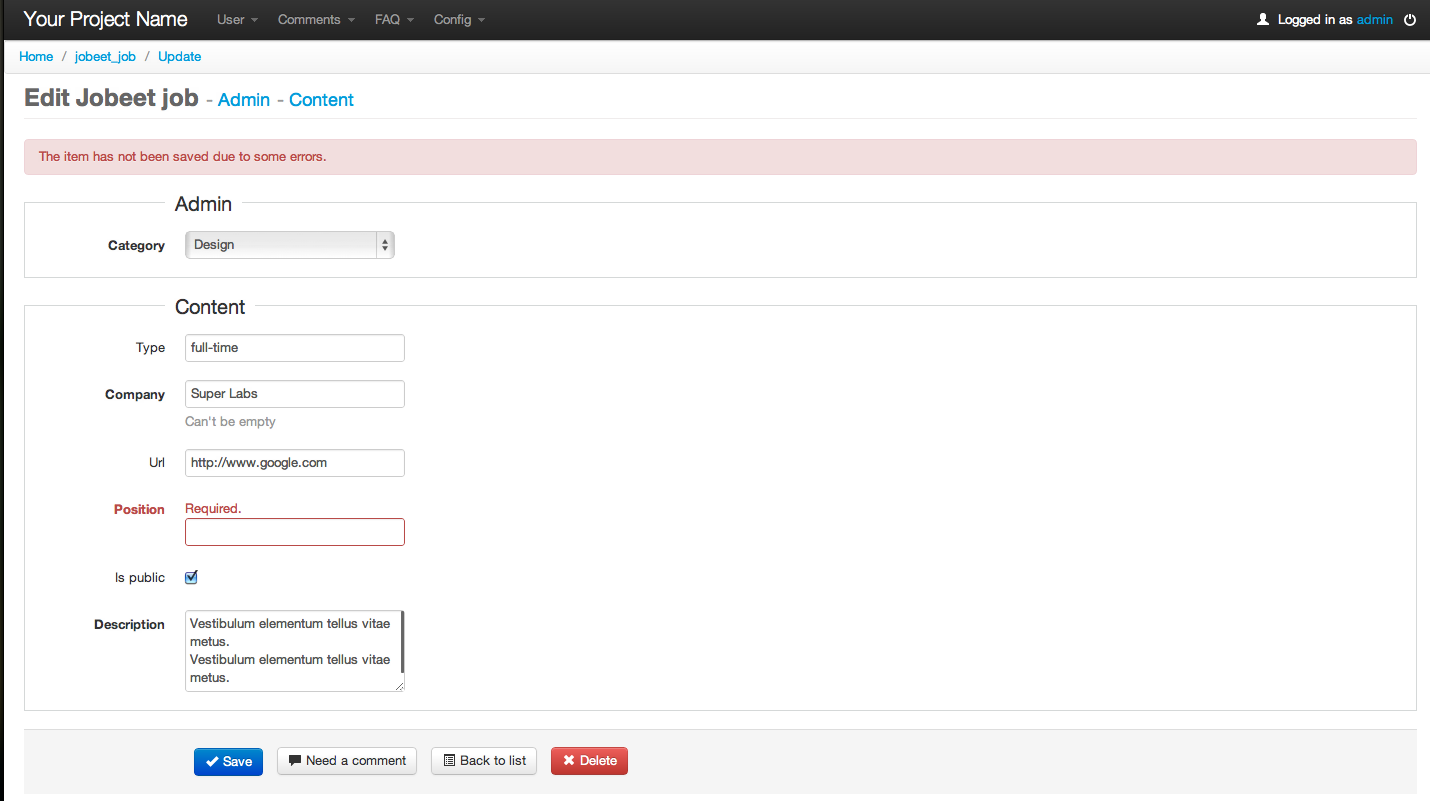 Your Project Name User Comments FAQ Config Logged in as admin
Home / jobeet_job / Update
Edit Jobeet job - Admin - Content
The item has not been saved due to some errors.
Admin
Category Design
Content
Type full-time
Company Super Labs
Can't be empty
Url http://www.google.com
Position Required.
Is public
Description Vestibulum elementum tellus vitae
metus.
Vestibulum elementum tellus vitae
metus.
Save Need a comment Back to list Delete